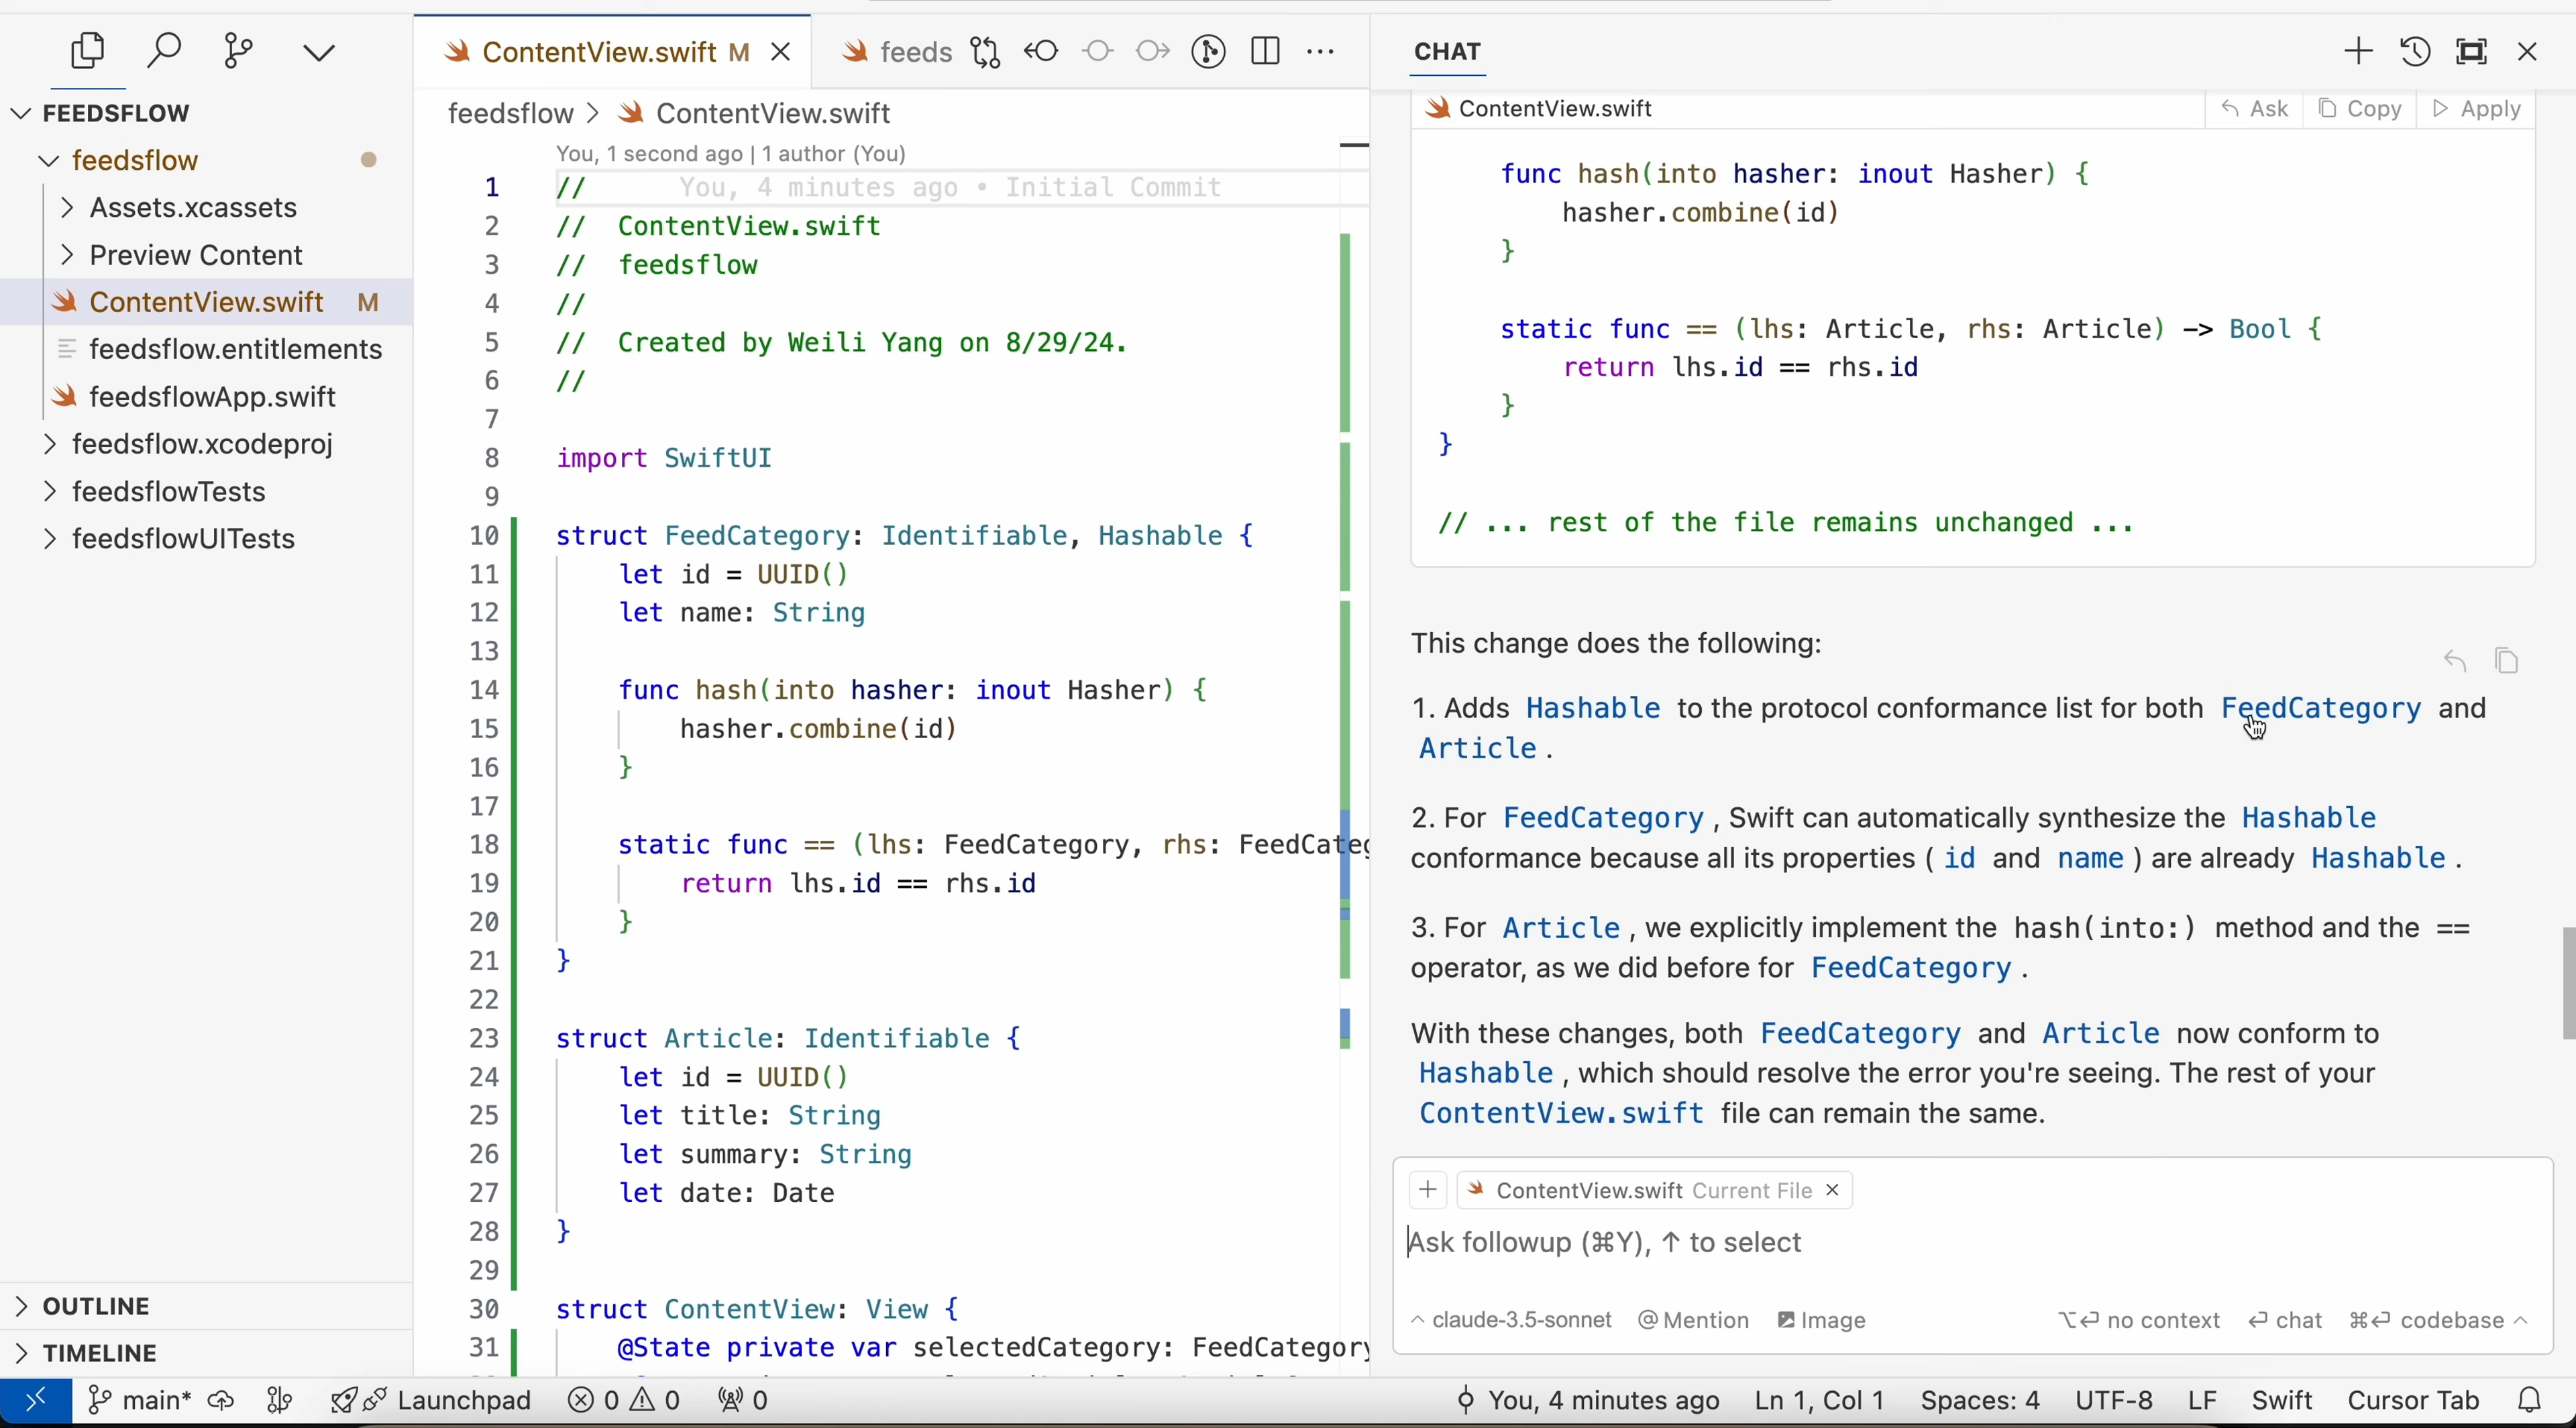 FEEDSFLOW
feedsflow
Assets.xcassets
Preview Content
ContentView.swift M
feedsflow.entitlements
feedsflowApp.swift
feedsflow.xcodeproj
feedsflowTests
feedsflowUITests
OUTLINE
TIMELINE
ContentView.swift M
feeds
feedsflow > ContentView.swift
You, 1 second ago | 1 author (You)
1 // You, 4 minutes ago • Initial Commit
2 // ContentView.swift
3 // feedsflow
4 //
5 // Created by Weili Yang on 8/29/24.
6 //
7
8 import SwiftUI
9
10 struct FeedCategory: Identifiable, Hashable {
11 let id = UUID()
12 let name: String
13
14 func hash(into hasher: inout Hasher) {
15 hasher.combine(id)
16 }
17
18 static func == (lhs: FeedCategory, rhs: FeedCateg
19 return lhs.id == rhs.id
20 }
21 }
22
23 struct Article: Identifiable {
24 let id = UUID()
25 let title: String
26 let summary: String
27 let date: Date
28 }
29
30 struct ContentView: View {
31 @State private var selectedCategory: FeedCategory
CHAT
ContentView.swift Ask Copy Apply
func hash(into hasher: inout Hasher) {
hasher.combine(id)
}
static func == (lhs: Article, rhs: Article) -> Bool {
return lhs.id == rhs.id
}
}
// ... rest of the file remains unchanged ...
This change does the following:
1. Adds Hashable to the protocol conformance list for both FeedCategory and
Article .
2. For FeedCategory , Swift can automatically synthesize the Hashable
conformance because all its properties ( id and name ) are already Hashable .
3. For Article , we explicitly implement the hash(into:) method and the ==
operator, as we did before for FeedCategory .
With these changes, both FeedCategory and Article now conform to
Hashable , which should resolve the error you're seeing. The rest of your
ContentView.swift file can remain the same.
+ ContentView.swift Current File ×
Ask followup (⌘Y), ↑ to select
claude-3.5-sonnet @ Mention Image ⌥⏎ no context ⏎ chat ⌘⏎ codebase
main* Launchpad 0 0 0 You, 4 minutes ago Ln 1, Col 1 Spaces: 4 UTF-8 LF Swift Cursor Tab